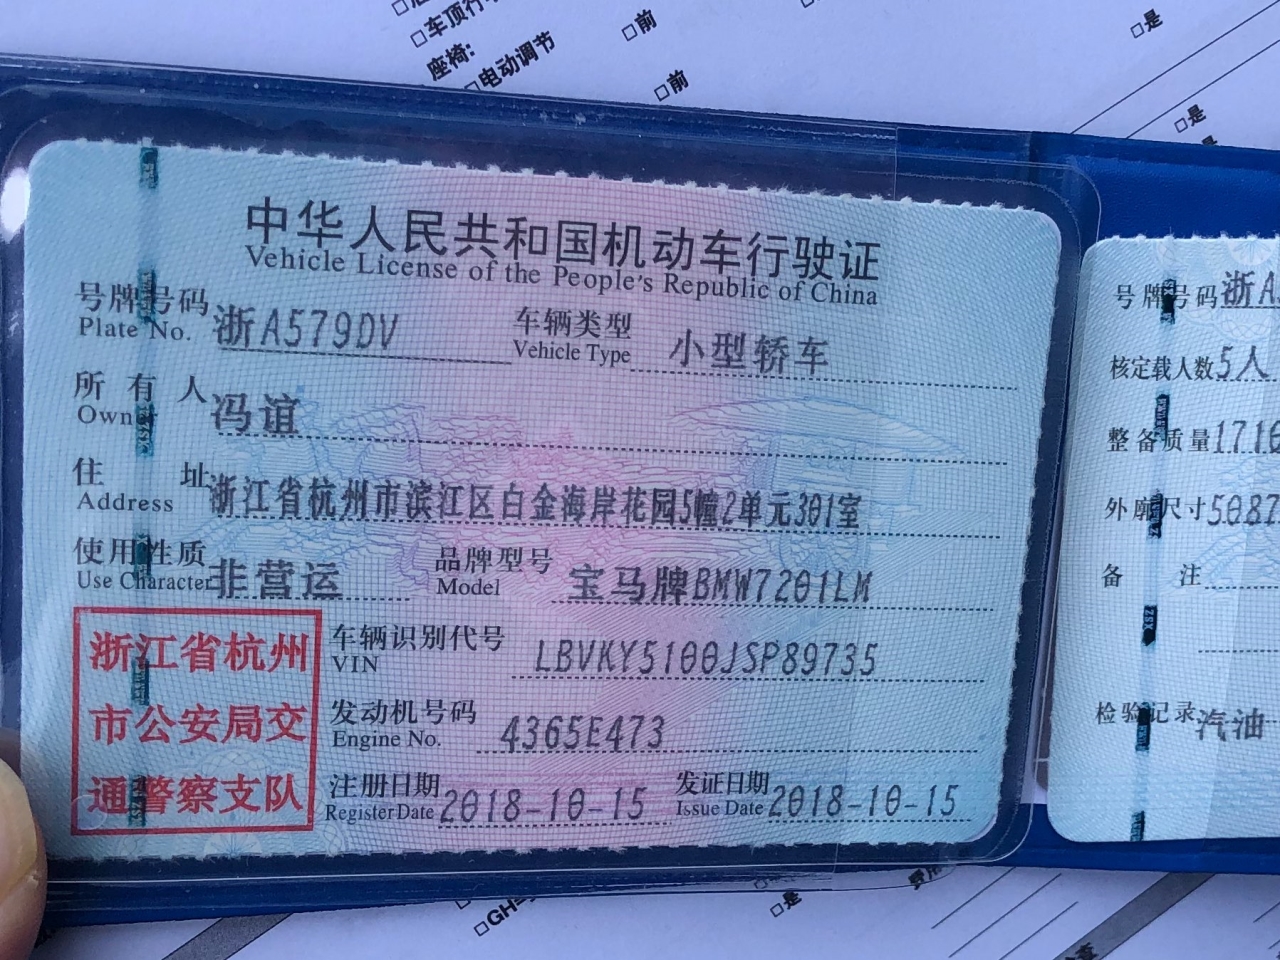 车顶行
□前
□是
座椅:
□电动调节
□前
□是
中华人民共和国机动车行驶证
Vehicle License of the People's Republic of China
号牌号码 浙A579DV 车辆类型 小型轿车
Plate No. Vehicle Type
所有人 冯谊
Owner
住址 浙江省杭州市滨江区白金海岸花园5幢2单元301室
Address
使用性质 非营运 品牌型号 宝马牌BMW7201LM
Use Character Model
浙江省杭州
市公安局交
通警察支队
车辆识别代号 LBVKY5100JSP89735
VIN
发动机号码 4365E473
Engine No.
注册日期 2018-10-15 发证日期 2018-10-15
Register Date Issue Date
号牌号码 浙A
核定载人数 5人
整备质量 1716
外廓尺寸 5087
备注
检验记录 汽油
□是
□GH